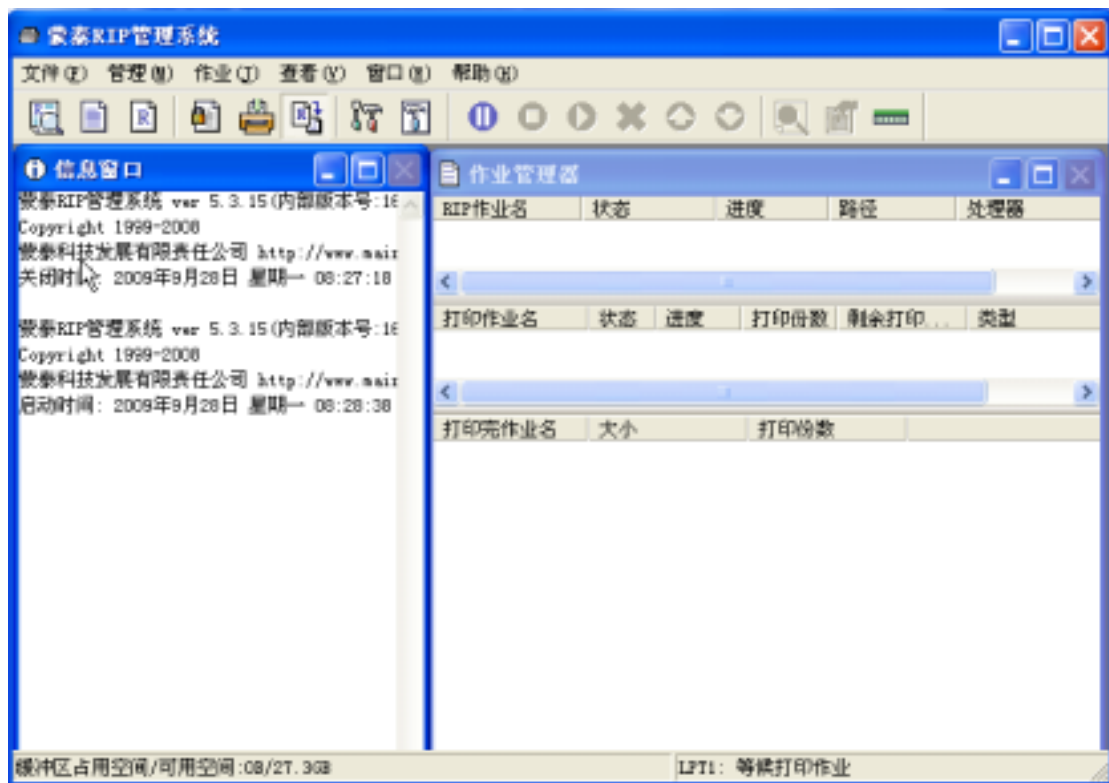 蒙泰RIP管理系统
文件(F) 管理(M) 作业(J) 查看(V) 窗口(W) 帮助(H)
信息窗口
蒙泰RIP管理系统 ver 5.3.15(内部版本号:16
Copyright 1999-2008
蒙泰科技发展有限责任公司 http://www.main
关闭时间: 2009年9月28日 星期一 08:27:18
蒙泰RIP管理系统 ver 5.3.15(内部版本号:16
Copyright 1999-2008
蒙泰科技发展有限责任公司 http://www.main
启动时间: 2009年9月28日 星期一 08:28:38
作业管理器
RIP作业名 状态 进度 路径 处理器
打印作业名 状态 进度 打印份数 剩余打印... 类型
打印完作业名 大小 打印份数
缓冲区占用空间/可用空间:0B/27.3GB
LPT1: 等候打印作业